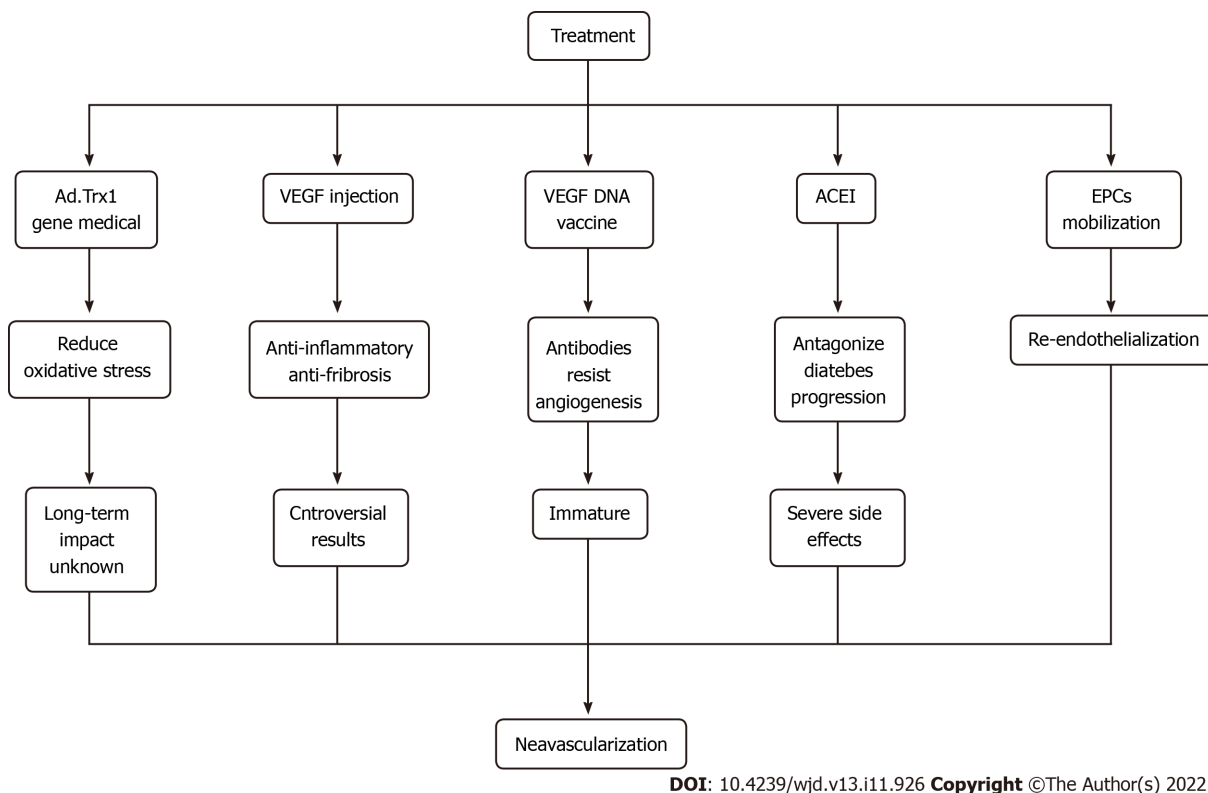 Treatment
Ad.Trx1
gene medical
VEGF injection
VEGF DNA
vaccine
ACEI
EPCs
mobilization
Reduce
oxidative stress
Anti-inflammatory
anti-fribrosis
Antibodies
resist
angiogenesis
Antagonize
diatebes
progression
Re-endothelialization
Long-term
impact
unknown
Cntroversial
results
Immature
Severe side
effects
Neavascularization
DOI: 10.4239/wjd.v13.i11.926 Copyright ©The Author(s) 2022